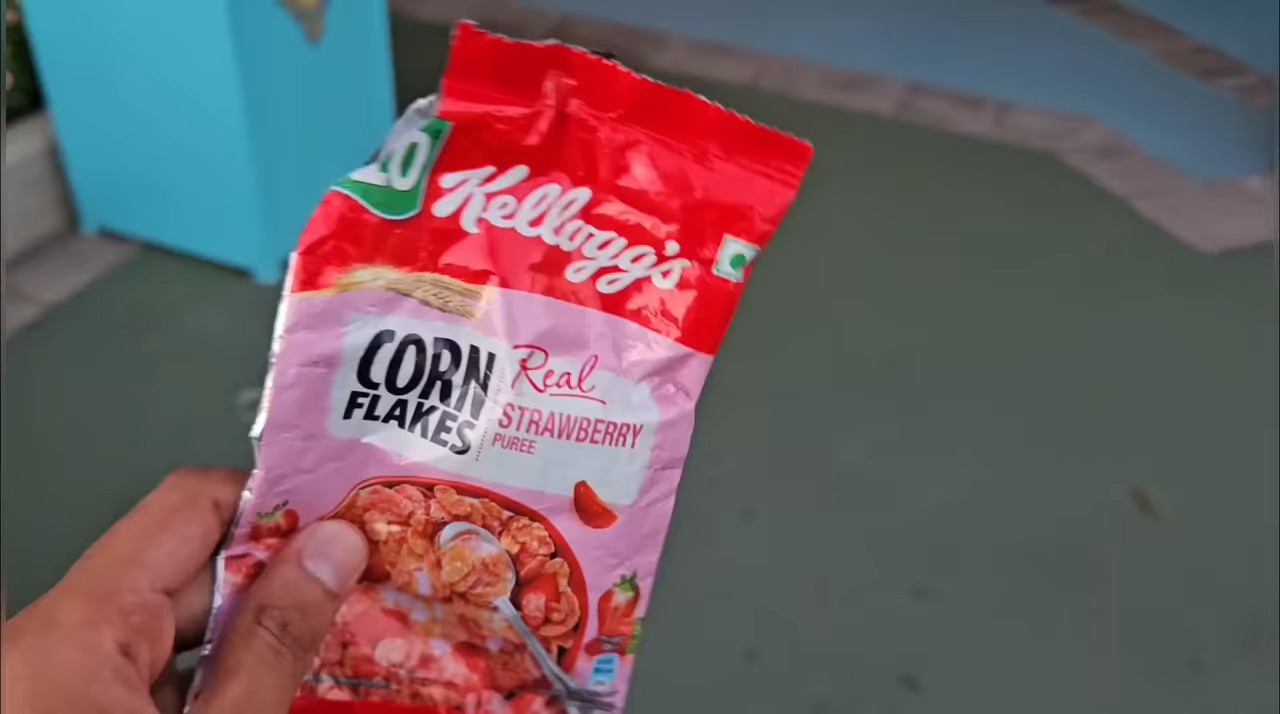 Kellogg's
CORN
FLAKES
Real
STRAWBERRY
PUREE